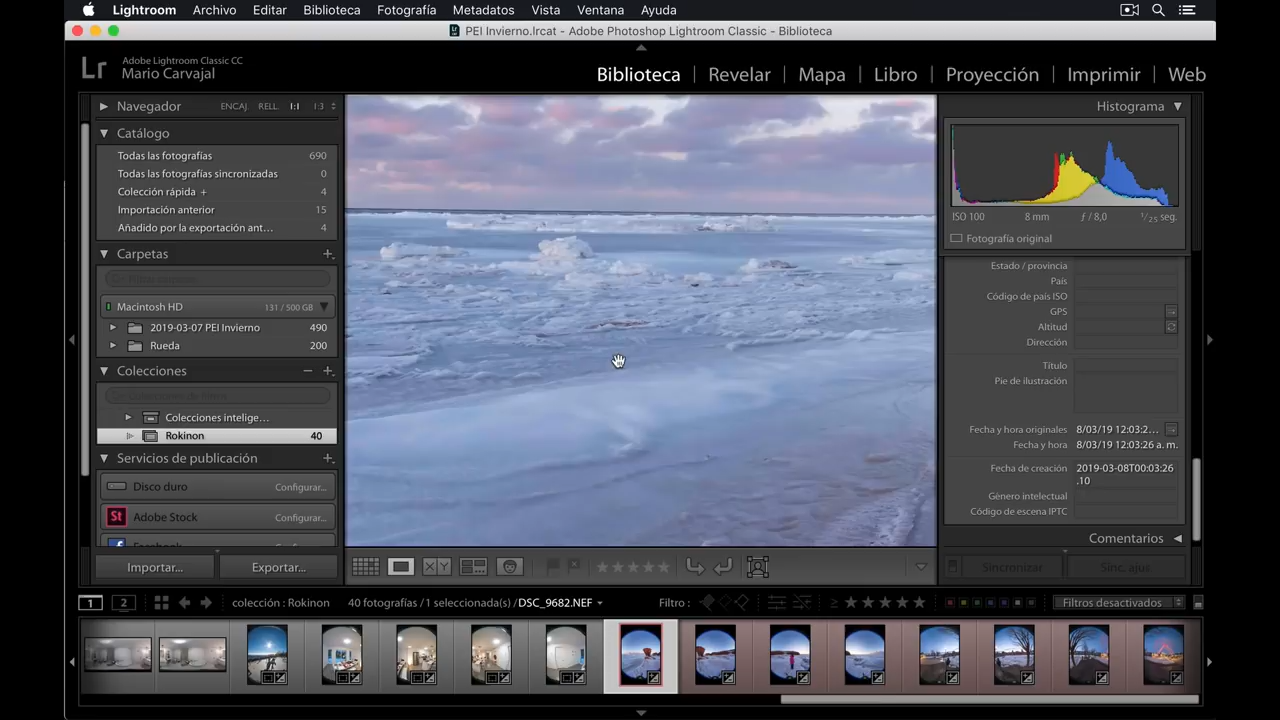 Lightroom Archivo Editar Biblioteca Fotografía Metadatos Vista Ventana Ayuda
PEI Invierno.lrcat - Adobe Photoshop Lightroom Classic - Biblioteca
Lr Adobe Lightroom Classic CC
Mario Carvajal
Biblioteca | Revelar | Mapa | Libro | Proyección | Imprimir | Web
Navegador ENCAJ. RELL. 1:1 1:3
Catálogo
Todas las fotografías 690
Todas las fotografías sincronizadas 0
Colección rápida + 4
Importación anterior 15
Añadido por la exportación ant... 4
Carpetas +
Macintosh HD 131 / 500 GB
2019-03-07 PEI Invierno 490
Rueda 200
Colecciones − +
Colecciones intelige...
Rokinon 40
Servicios de publicación +
Disco duro Configurar...
St Adobe Stock Configurar...
Importar... Exportar...
Histograma
ISO 100 8 mm ƒ / 8,0 1/25 seg.
Fotografía original
Estado / provincia
País
Código de país ISO
GPS
Altitud
Dirección
Título
Pie de ilustración
Fecha y hora originales 8/03/19 12:03:2...
Fecha y hora 8/03/19 12:03:26 a. m.
Fecha de creación 2019-03-08T00:03:26
.10
Género intelectual
Código de escena IPTC
Comentarios
Sincronizar Sinc. ajus
XY
1 2 colección : Rokinon 40 fotografías / 1 seleccionada(s) / DSC_9682.NEF Filtro : ≥ Filtros desactivados